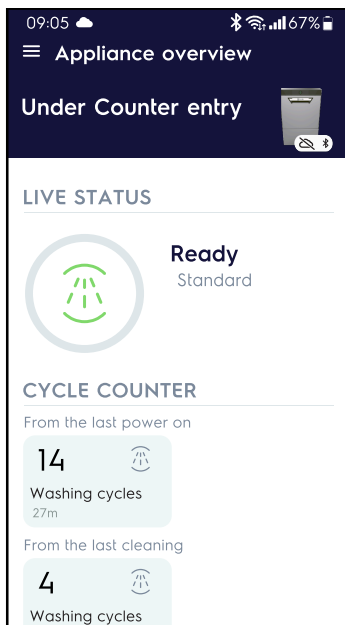 09:05 67%
Appliance overview
Under Counter entry
LIVE STATUS
Ready
Standard
CYCLE COUNTER
From the last power on
14
Washing cycles
27m
From the last cleaning
4
Washing cycles